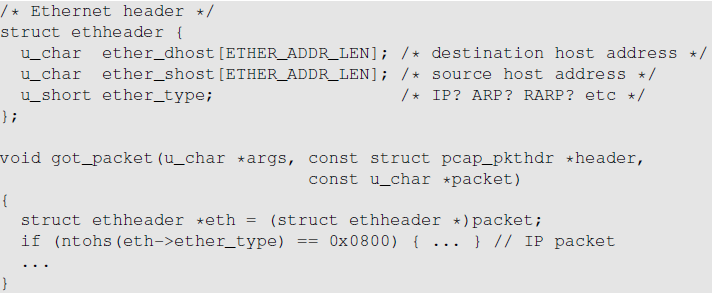 /* Ethernet header */
struct ethheader {
  u_char  ether_dhost[ETHER_ADDR_LEN]; /* destination host address */
  u_char  ether_shost[ETHER_ADDR_LEN]; /* source host address */
  u_short ether_type;                  /* IP? ARP? RARP? etc */
};

void got_packet(u_char *args, const struct pcap_pkthdr *header,
                              const u_char *packet)
{
  struct ethheader *eth = (struct ethheader *)packet;
  if (ntohs(eth->ether_type) == 0x0800) { ... } // IP packet
  ...
}